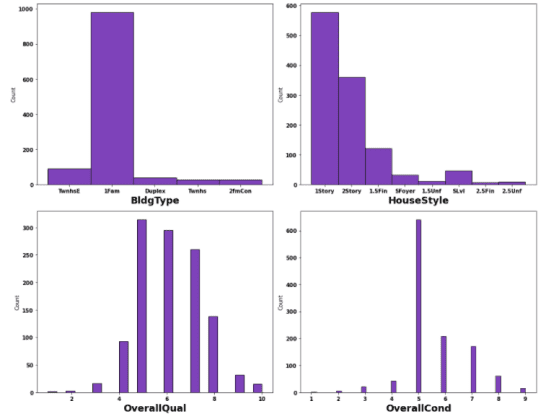 1000
800
600
400
200
0
Count
TwnhsE 1Fam Duplex Twnhs 2fmCon
BldgType
600
500
400
300
200
100
0
Count
1Story 2Story 1.5Fin SFoyer 1.5Unf SLvl 2.5Fin 2.5Unf
HouseStyle
300
250
200
150
100
50
0
Count
2 4 6 8 10
OverallQual
600
500
400
300
200
100
0
Count
1 2 3 4 5 6 7 8 9
OverallCond